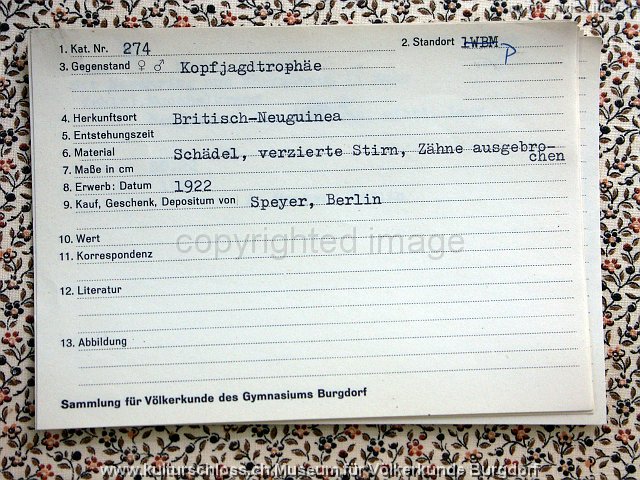 1. Kat. Nr. 274 2. Standort 1WBM P
3. Gegenstand ♀ ♂ Kopfjagdtrophäe
4. Herkunftsort Britisch-Neuguinea
5. Entstehungszeit
6. Material Schädel, verzierte Stirn, Zähne ausgebro-
chen
7. Maße in cm
8. Erwerb: Datum 1922
9. Kauf, Geschenk, Depositum von Speyer, Berlin
10. Wert
copyrighted image
11. Korrespondenz
12. Literatur
13. Abbildung
Sammlung für Völkerkunde des Gymnasiums Burgdorf
www.kulturschloss.ch Museum für Völkerkunde Burgdorf